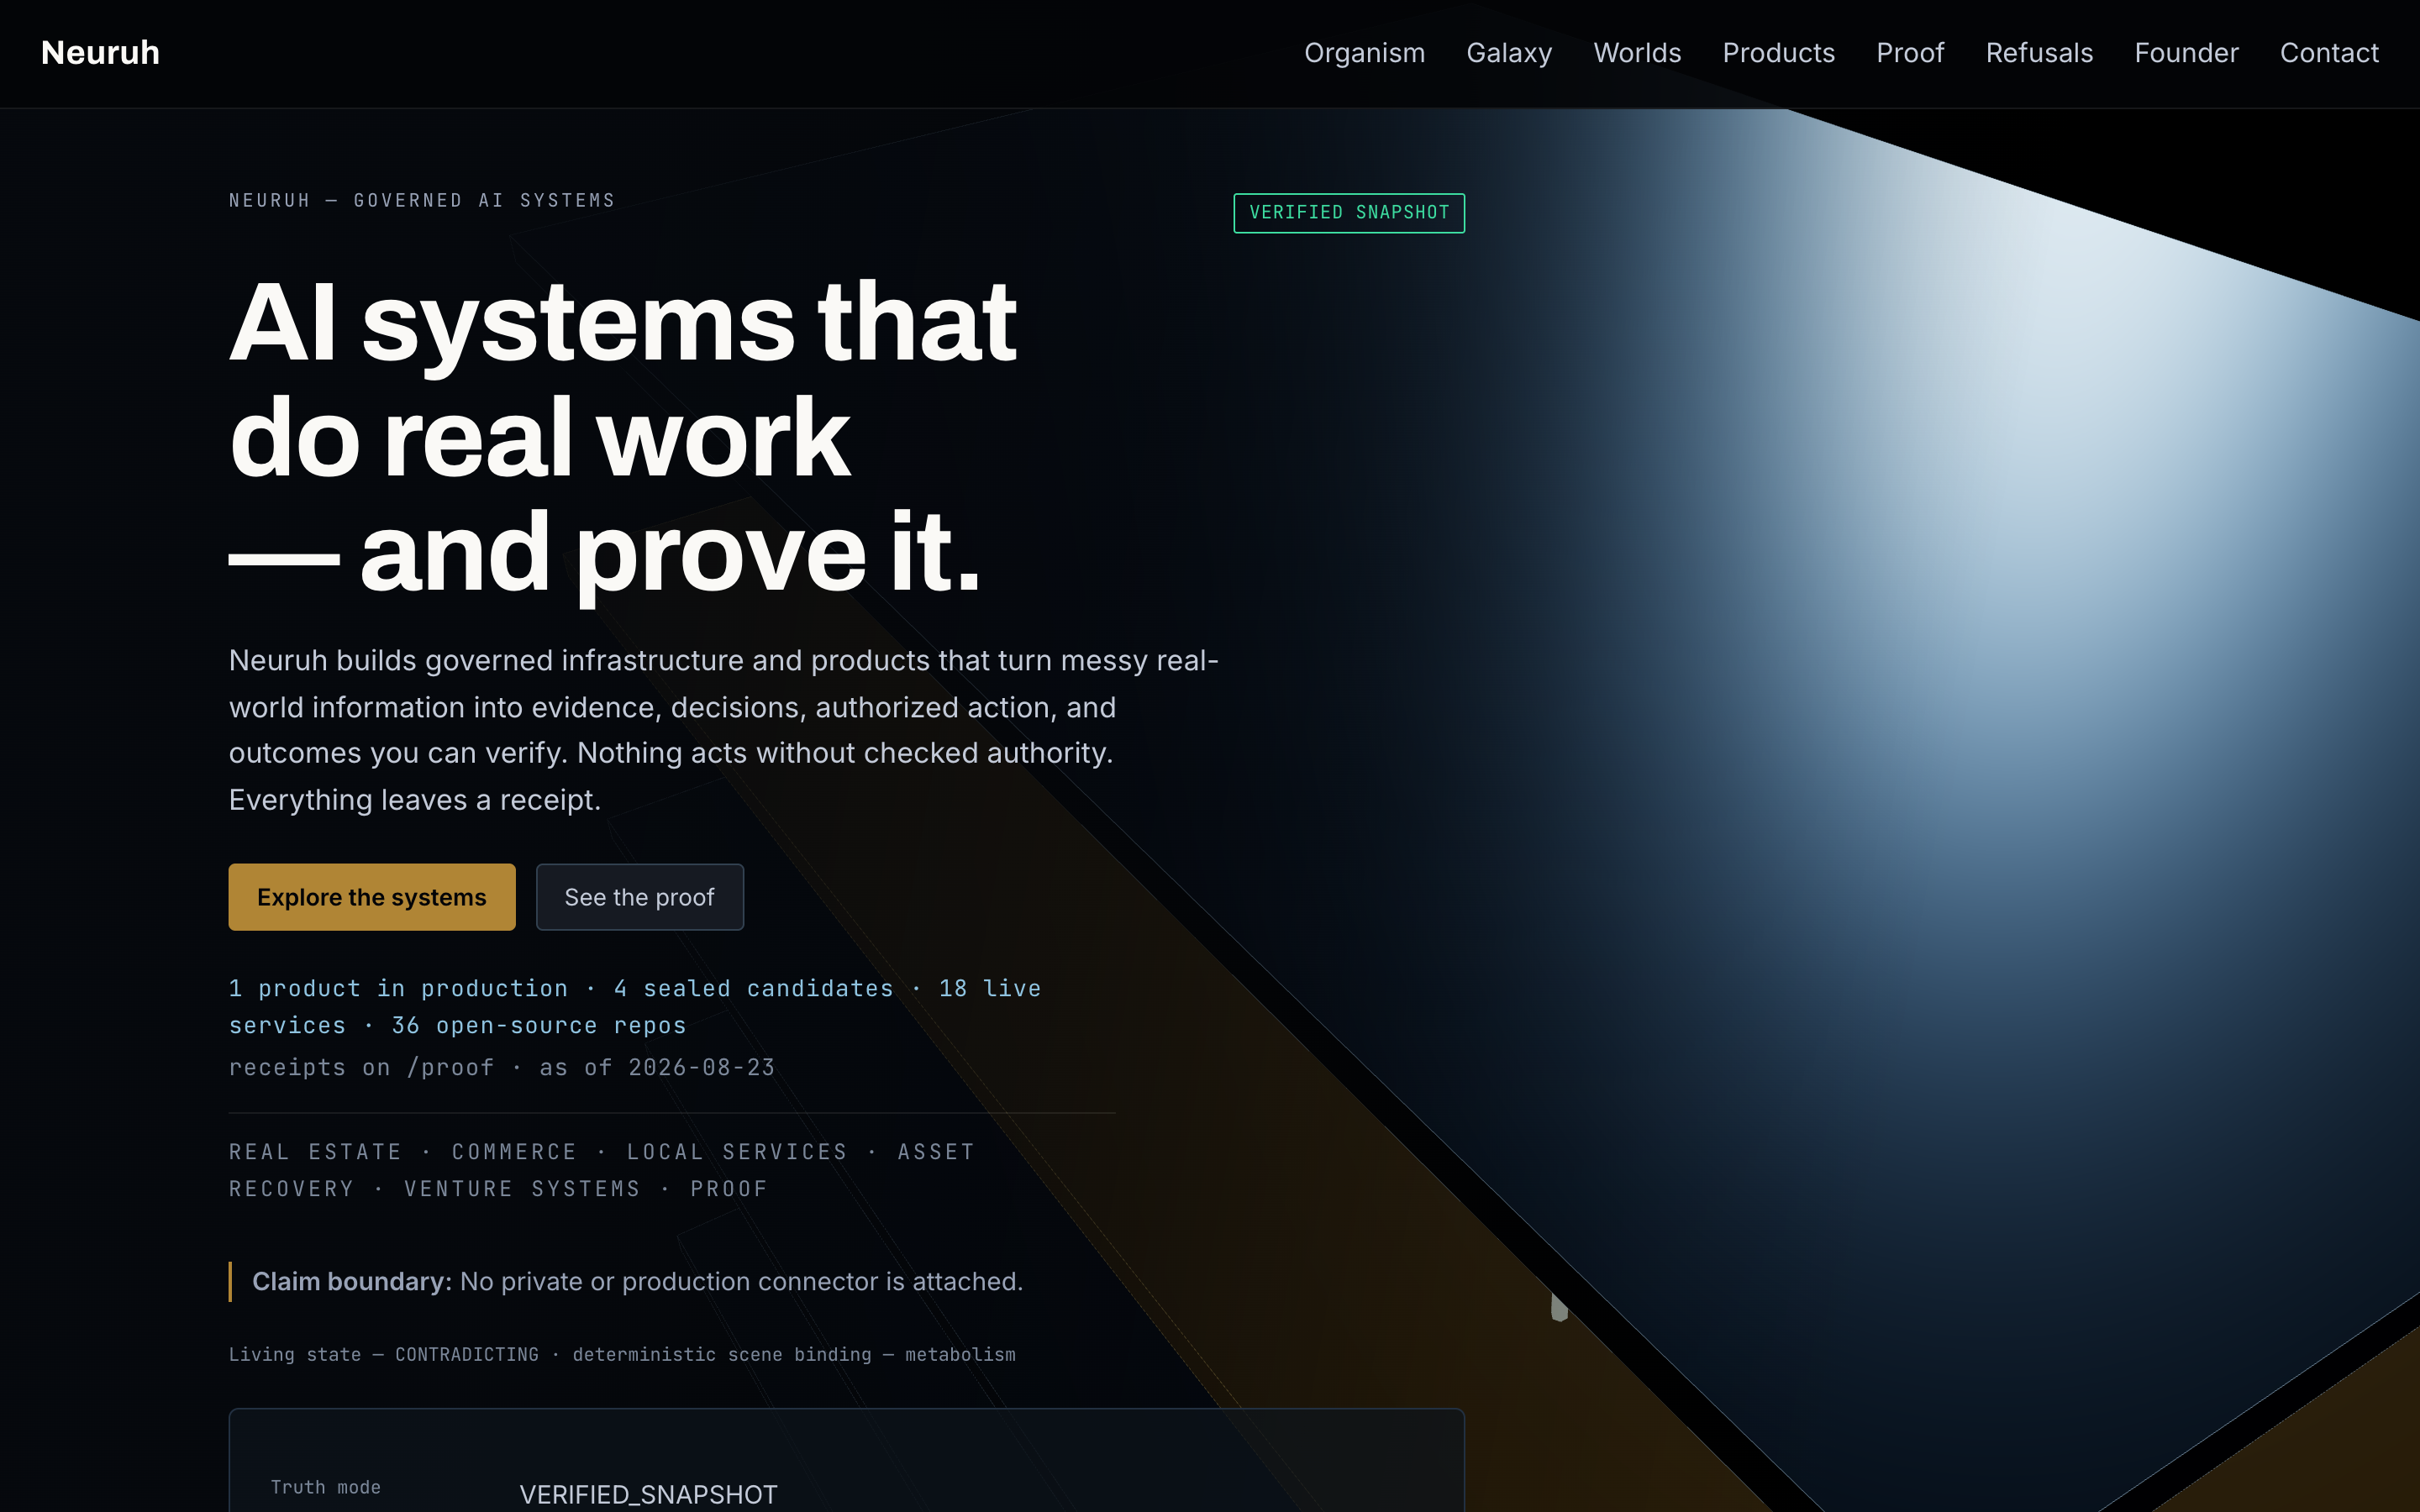 Neuruh
Organism Galaxy Worlds Products Proof Refusals Founder Contact
NEURUH — GOVERNED AI SYSTEMS
VERIFIED SNAPSHOT
AI systems that
do real work
— and prove it.
Neuruh builds governed infrastructure and products that turn messy real-
world information into evidence, decisions, authorized action, and
outcomes you can verify. Nothing acts without checked authority.
Everything leaves a receipt.
Explore the systems
See the proof
1 product in production · 4 sealed candidates · 18 live
services · 36 open-source repos
receipts on /proof · as of 2026-08-23
REAL ESTATE · COMMERCE · LOCAL SERVICES · ASSET
RECOVERY · VENTURE SYSTEMS · PROOF
Claim boundary: No private or production connector is attached.
Living state — CONTRADICTING · deterministic scene binding — metabolism
Truth mode
VERIFIED_SNAPSHOT